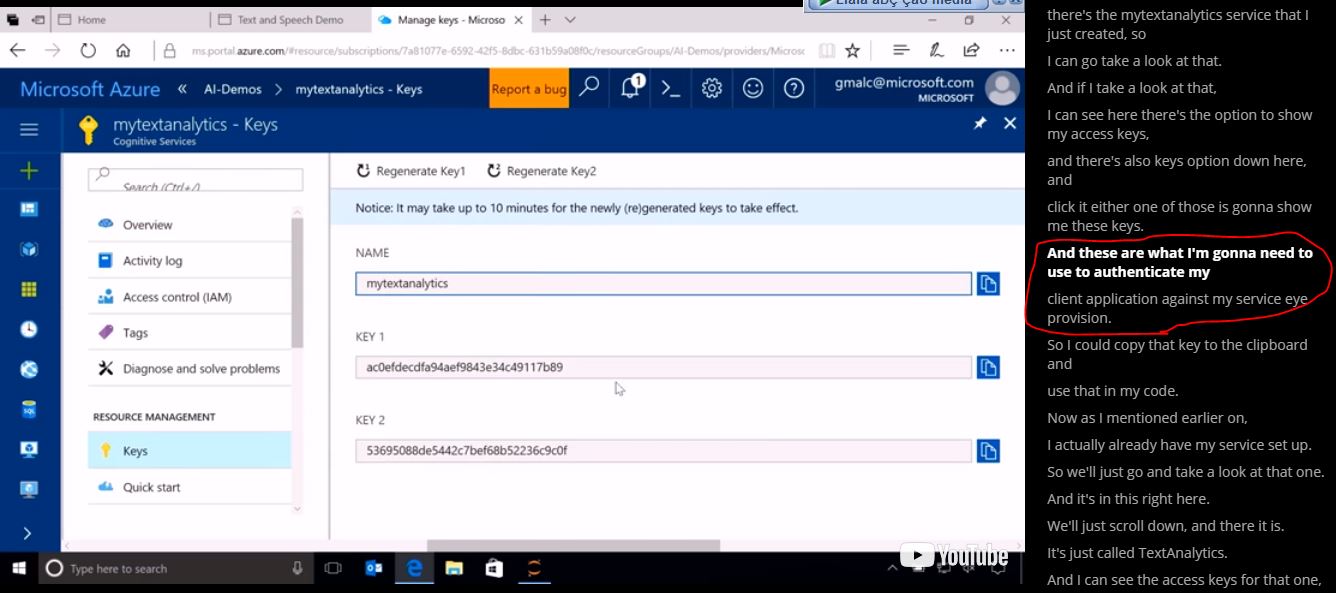 Home
Text and Speech Demo
Manage keys - Microso
ms.portal.azure.com/#resource/subscriptions/7a81077e-6592-42f5-8dbc-631b59a08f0c/resourceGroups/AI-Demos/providers/Microsc
Microsoft Azure
AI-Demos > mytextanalytics - Keys
Report a bug
1
gmalc@microsoft.com
MICROSOFT
mytextanalytics - Keys
Cognitive Services
Search (Ctrl+/)
Overview
Activity log
Access control (IAM)
Tags
Diagnose and solve problems
RESOURCE MANAGEMENT
Keys
Quick start
Regenerate Key1
Regenerate Key2
Notice: It may take up to 10 minutes for the newly (re)generated keys to take effect.
NAME
mytextanalytics
KEY 1
ac0efdecdfa94aef9843e34c49117b89
KEY 2
53695088de5442c7bef68b52236c9c0f
SQL
YouTube
Type here to search
there's the mytextanalytics service that I
just created, so
I can go take a look at that.
And if I take a look at that,
I can see here there's the option to show
my access keys,
and there's also keys option down here,
and
click it either one of those is gonna show
me these keys.
And these are what I'm gonna need to
use to authenticate my
client application against my service eye
provision.
So I could copy that key to the clipboard
and
use that in my code.
Now as I mentioned earlier on,
I actually already have my service set up.
So we'll just go and take a look at that one.
And it's in this right here.
We'll just scroll down, and there it is.
It's just called TextAnalytics.
And I can see the access keys for that one,